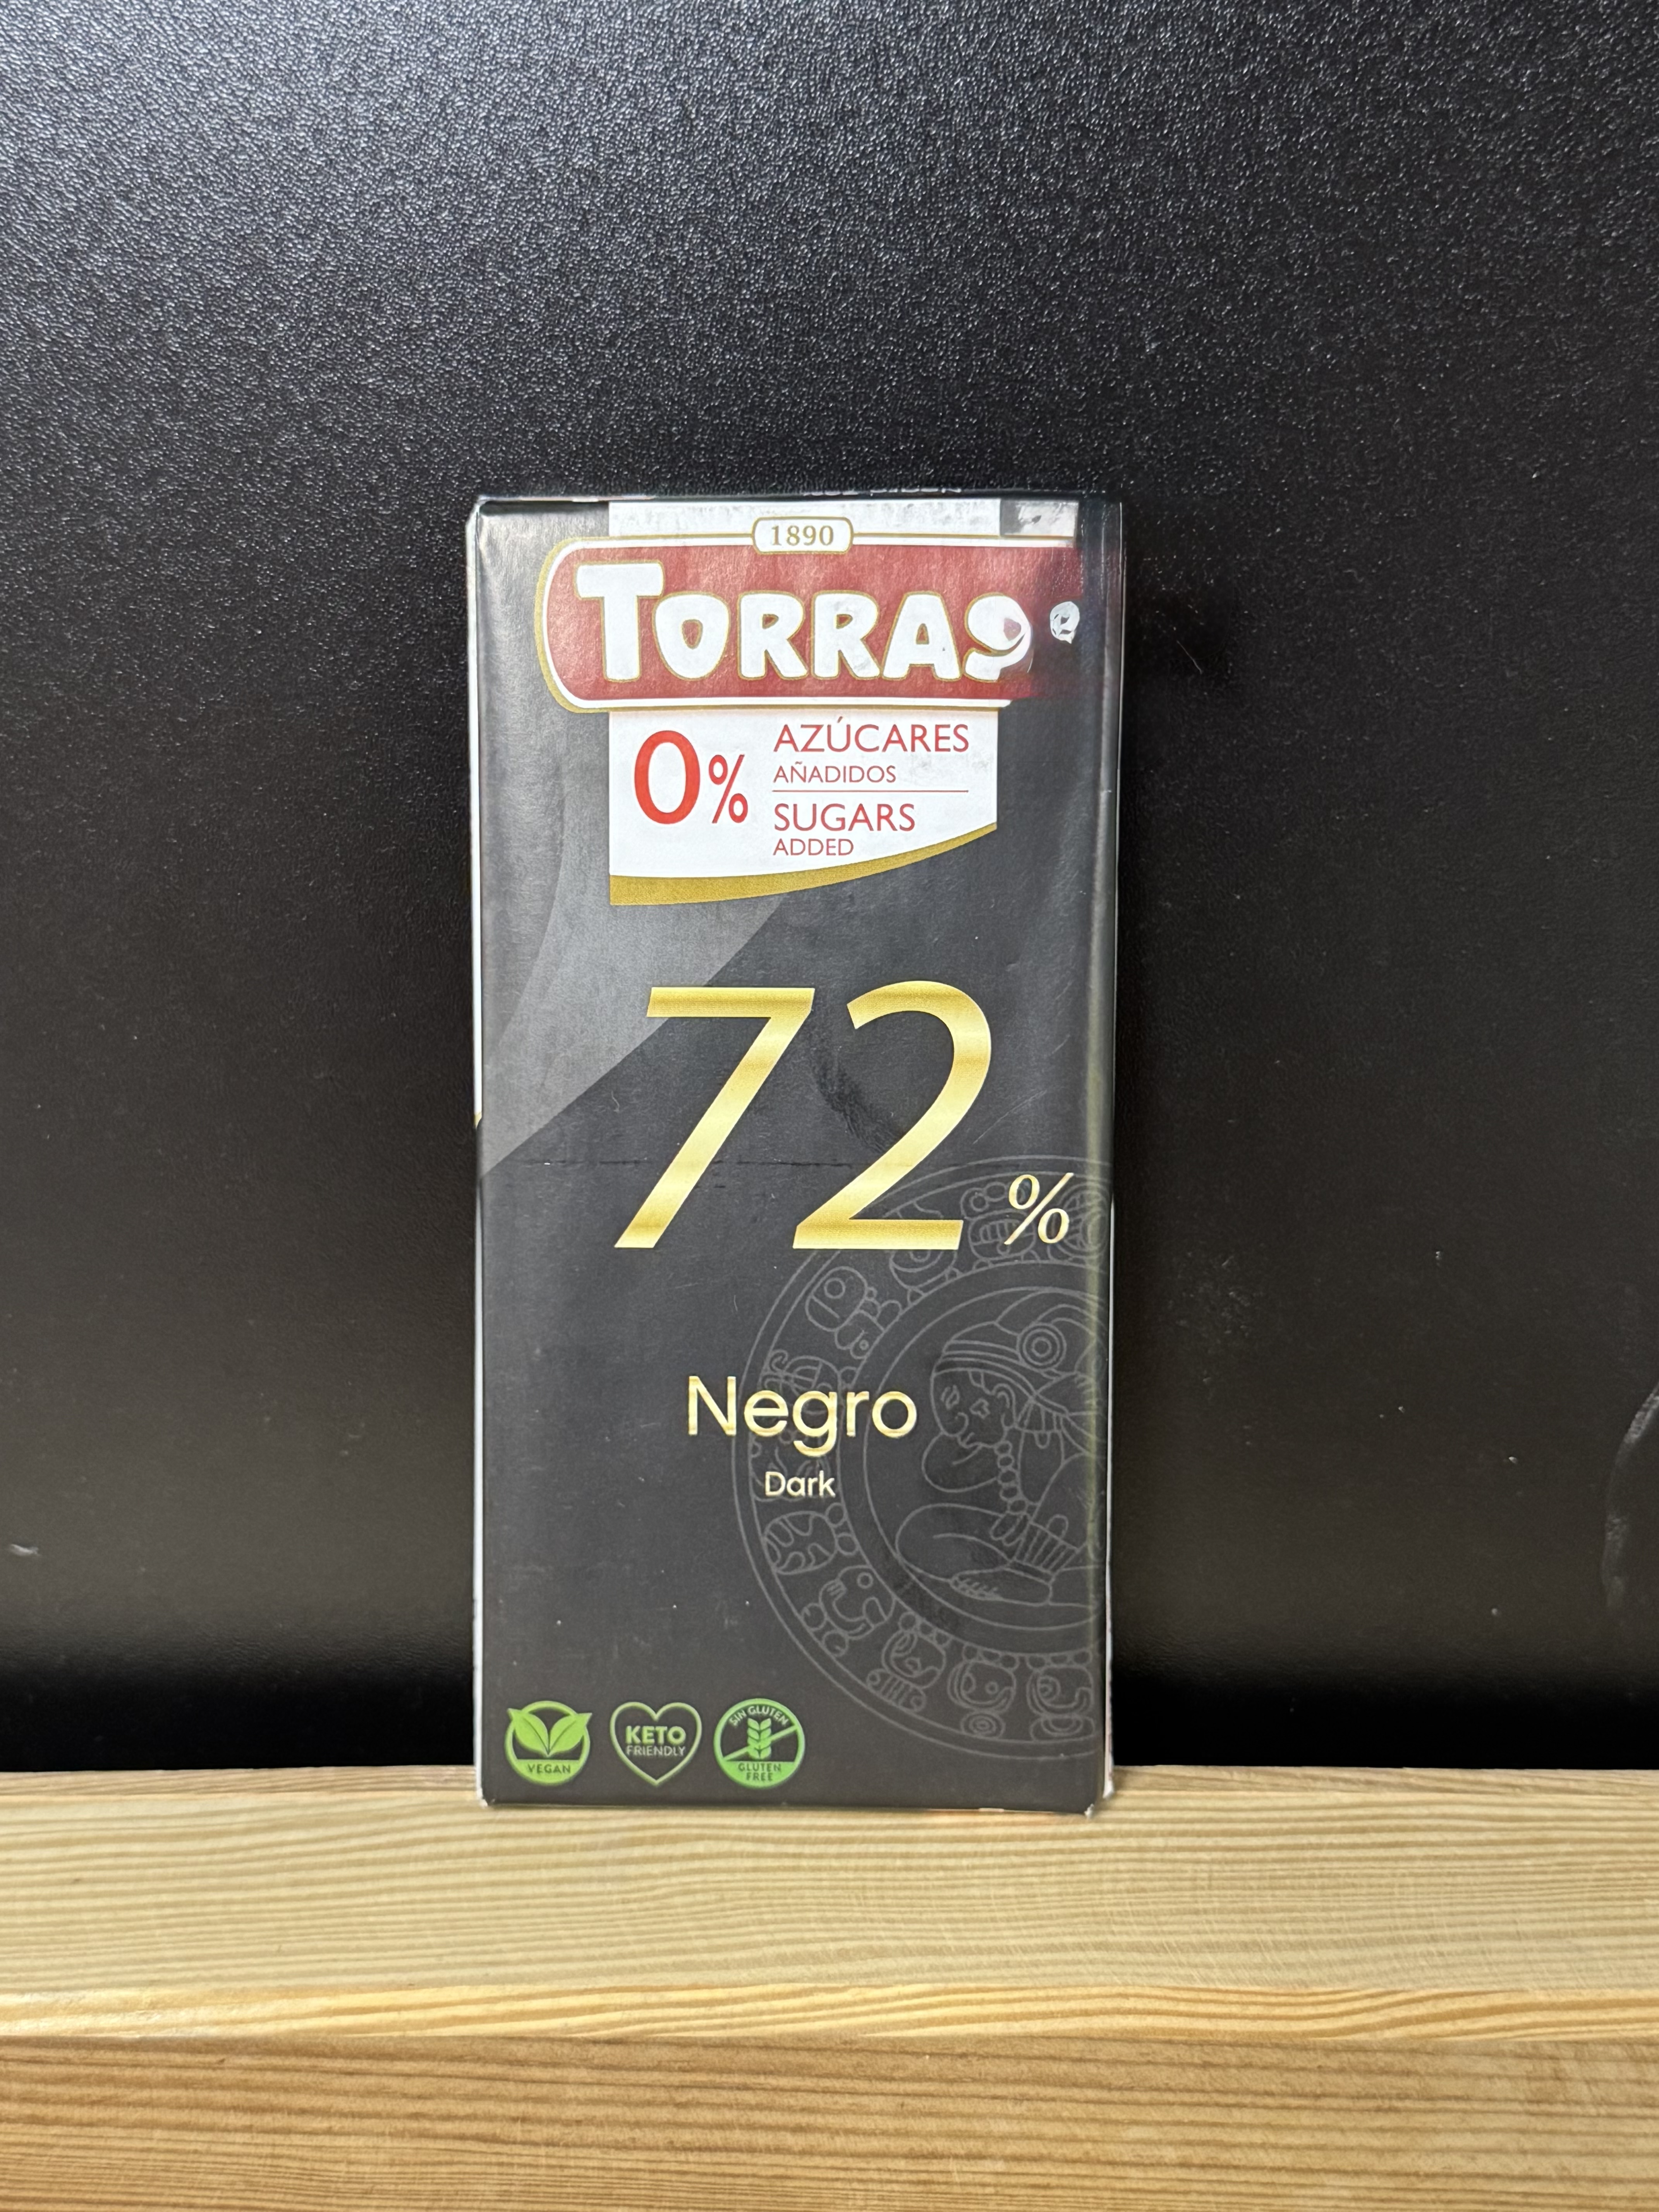 1890
TORRAS
0% AZÚCARES
AÑADIDOS
SUGARS
ADDED
72 %
Negro
Dark
VEGAN
KETO
FRIENDLY
SIN GLUTEN
GLUTEN
FREE